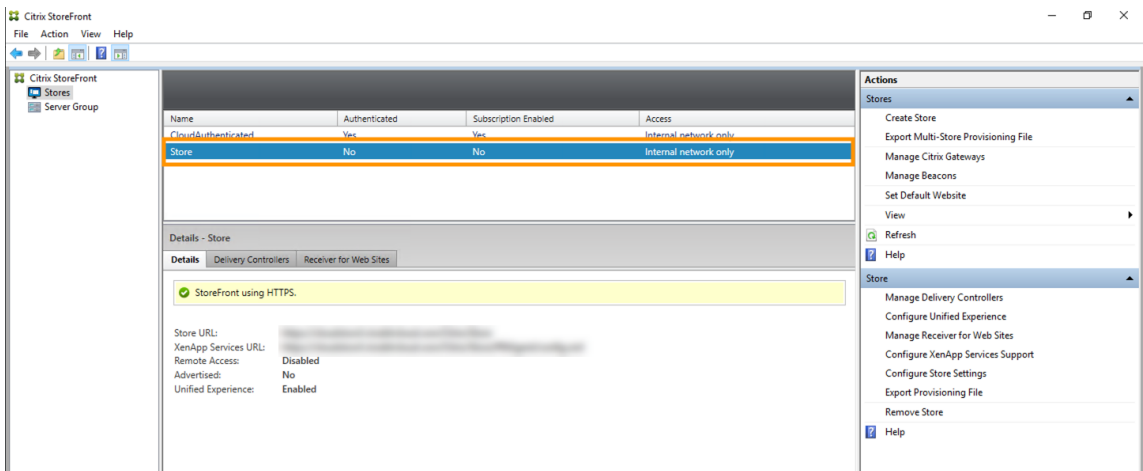 Citrix StoreFront
File Action View Help
Citrix StoreFront
Stores
Server Group
Name Authenticated Subscription Enabled Access
CloudAuthenticated Yes Yes Internal network only
Store No No Internal network only
Details - Store
Details Delivery Controllers Receiver for Web Sites
StoreFront using HTTPS.
Store URL:
XenApp Services URL:
Remote Access: Disabled
Advertised: No
Unified Experience: Enabled
Actions
Stores
Create Store
Export Multi-Store Provisioning File
Manage Citrix Gateways
Manage Beacons
Set Default Website
View
Refresh
Help
Store
Manage Delivery Controllers
Configure Unified Experience
Manage Receiver for Web Sites
Configure XenApp Services Support
Configure Store Settings
Export Provisioning File
Remove Store
Help